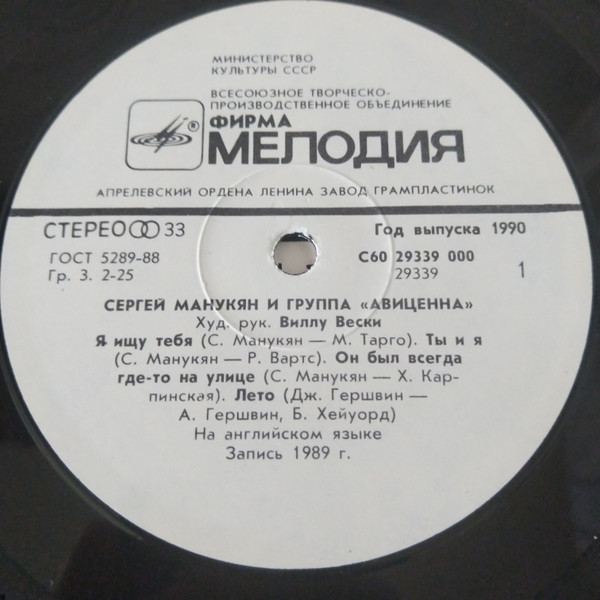 МИНИСТЕРСТВО
КУЛЬТУРЫ СССР
ВСЕСОЮЗНОЕ ТВОРЧЕСКО-
ПРОИЗВОДСТВЕННОЕ ОБЪЕДИНЕНИЕ
®
ФИРМА
МЕЛОДИЯ
АПРЕЛЕВСКИЙ ОРДЕНА ЛЕНИНА ЗАВОД ГРАМПЛАСТИНОК
СТЕРЕО 33
Год выпуска 1990
ГОСТ 5289-88
С60 29339 000
Гр. 3. 2-25
29339
1
СЕРГЕЙ МАНУКЯН И ГРУППА «АВИЦЕННА»
Худ. рук. Виллу Вески
Я ищу тебя (С. Манукян — М. Тарго). Ты и я
(С. Манукян — Р. Вартс). Он был всегда
где-то на улице (С. Манукян — Х. Кар-
пинская). Лето (Дж. Гершвин —
А. Гершвин, Б. Хейуорд)
На английском языке
Запись 1989 г.